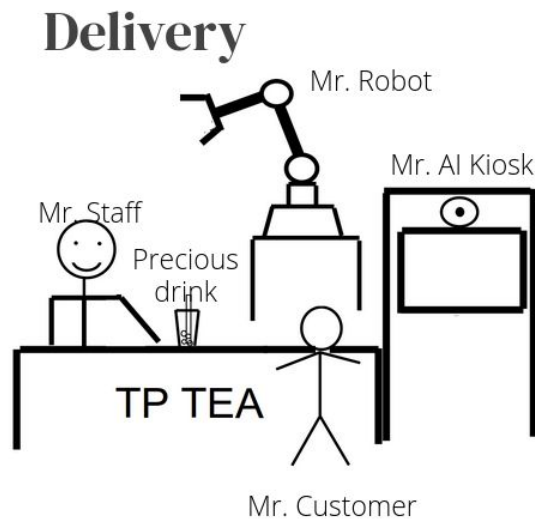 Delivery
Mr. Robot
Mr. AI Kiosk
Mr. Staff
Precious
drink
TP TEA
Mr. Customer